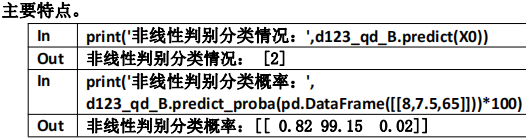 主要特点。
In print('非线性判别分类情况：',d123_qd_B.predict(X0))
Out 非线性判别分类情况： [2]
In print('非线性判别分类概率：',
d123_qd_B.predict_proba(pd.DataFrame([[8,7.5,65]]))*100)
Out 非线性判别分类概率：[[ 0.82 99.15  0.02]]